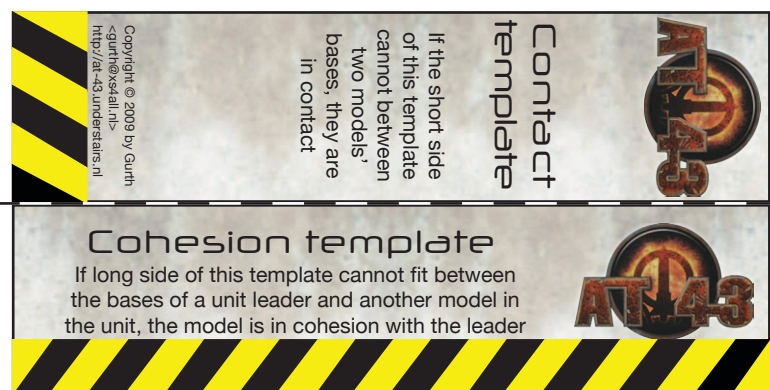 AT-43
Contact
template
If the short side
of this template
cannot between
two models’
bases, they are
in contact
Copyright © 2009 by Gurth
<gurth@xs4all.nl>
http://at-43.understairs.nl
Cohesion template
If long side of this template cannot fit between
the bases of a unit leader and another model in
the unit, the model is in cohesion with the leader
AT-43